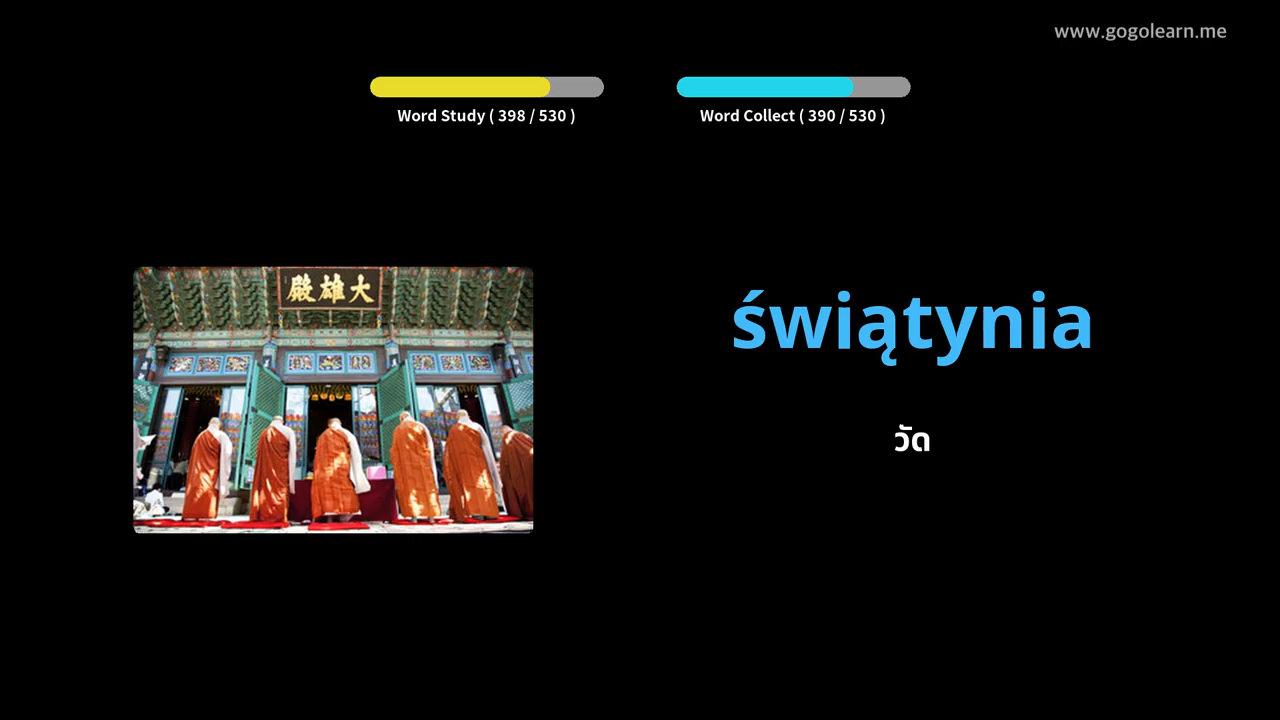 www.gogolearn.me
Word Study ( 398 / 530 )
Word Collect ( 390 / 530 )
殿雄大
świątynia
วัด